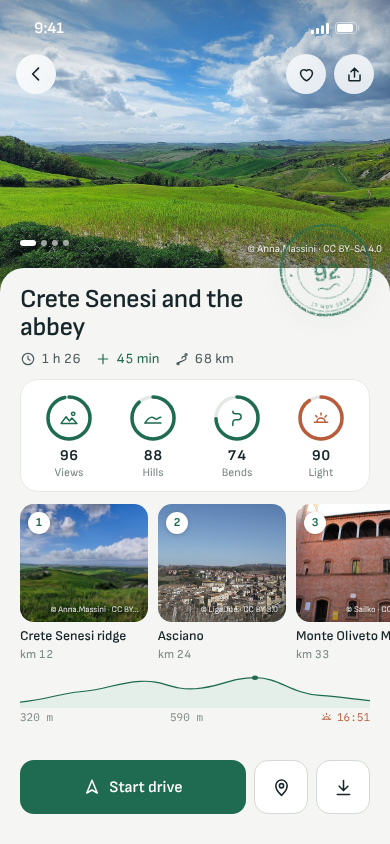 9:41
© Anna.Massini · CC BY-SA 4.0
92
Crete Senesi and the
abbey
1 h 26
45 min
68 km
96
88
74
90
Views
Hills
Bends
Light
1
2
3
© Anna.Massini · CC BY...
Crete Senesi ridge
Asciano
Monte Oliveto M
km 12
km 24
km 33
320 m
590 m
16:51
Start drive